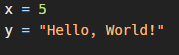 x = 5
y = "Hello, World!"